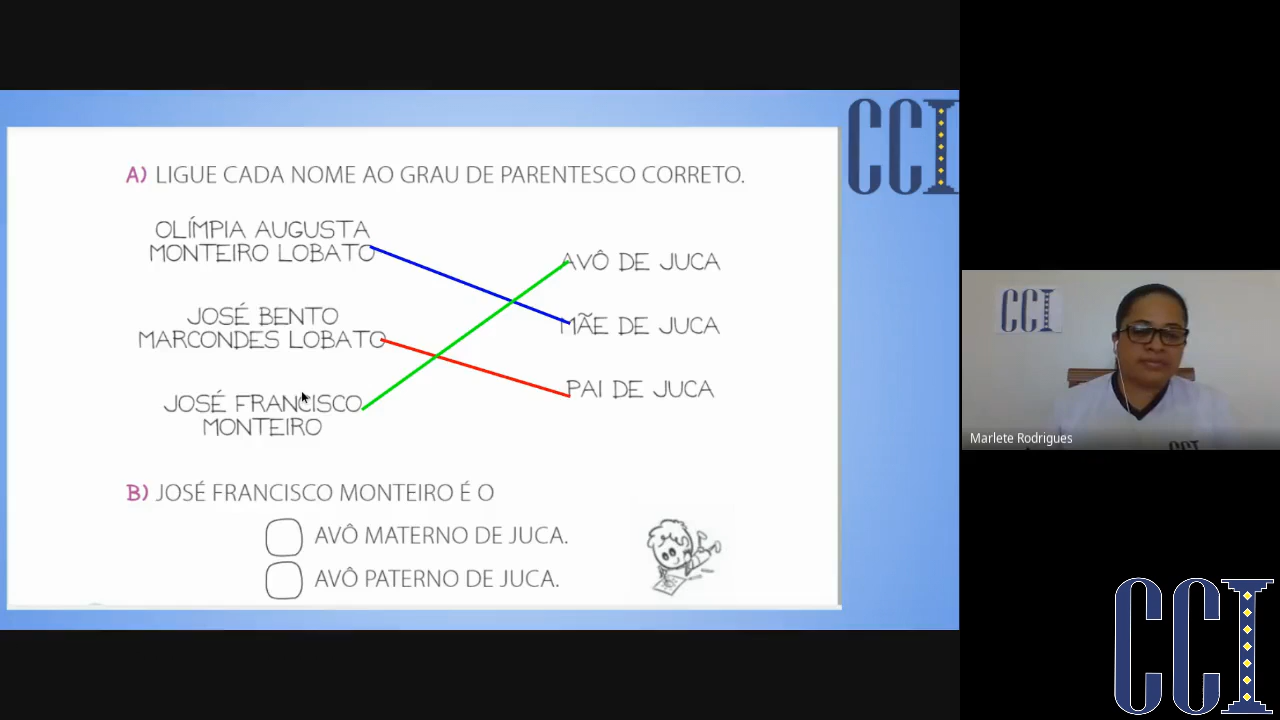 CCI
A) LIGUE CADA NOME AO GRAU DE PARENTESCO CORRETO.
OLÍMPIA AUGUSTA
MONTEIRO LOBATO
JOSÉ BENTO
MARCONDES LOBATO
JOSÉ FRANCISCO
MONTEIRO
AVÔ DE JUCA
MÃE DE JUCA
PAI DE JUCA
B) JOSÉ FRANCISCO MONTEIRO É O
AVÔ MATERNO DE JUCA.
AVÔ PATERNO DE JUCA.
CCI
CCI
Marlete Rodrigues
CCI